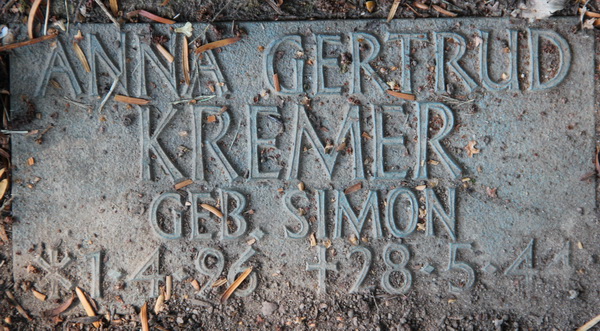 ANNA GERTRUD
KREMER
GEB. SIMON
* 1·4·96 + 28·5·44